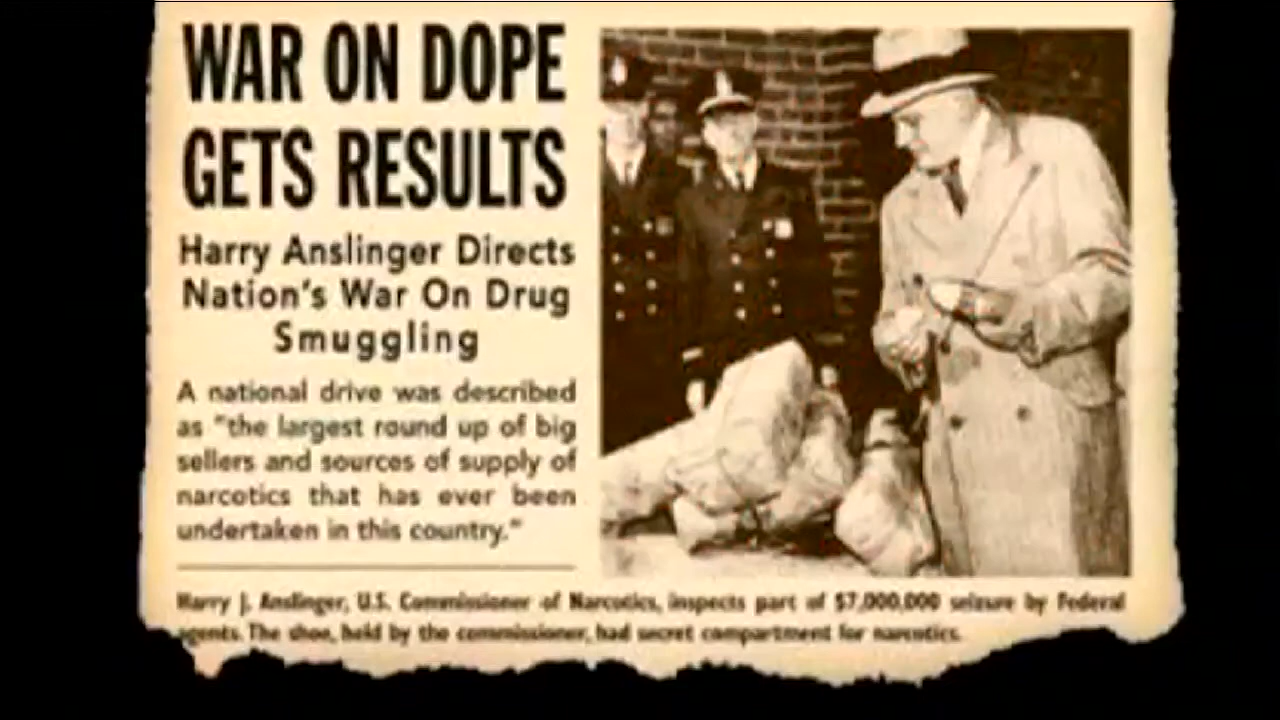 WAR ON DOPE
GETS RESULTS
Harry Anslinger Directs
Nation's War On Drug
Smuggling
A national drive was described
as "the largest round up of big
sellers and sources of supply of
narcotics that has ever been
undertaken in this country."
Harry J. Anslinger, U.S. Commissioner of Narcotics, inspects part of $7,000,000 seizure by Federal
agents. The shoe, held by the commissioner, had secret compartment for narcotics.